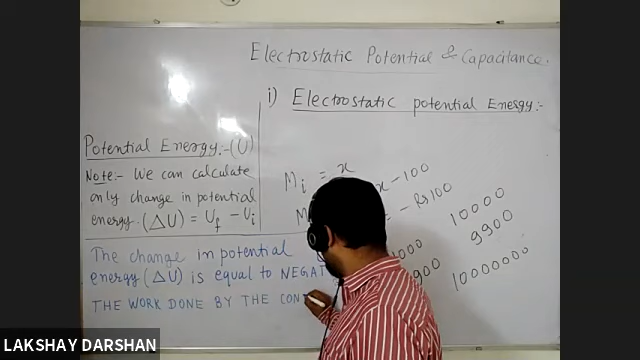 Electrostatic Potential & Capacitance.
i) Electrostatic potential Energy:-
Potential Energy:-(U)
Note:- We can calculate
only change in potential
energy. (ΔU) = Uf - Ui
Mi = x
x - 100
M
= - Rs 100
10000
9900
000
900
10000000
The change in potential
energy (ΔU) is equal to NEGAT
THE WORK DONE BY THE CON
LAKSHAY DARSHAN